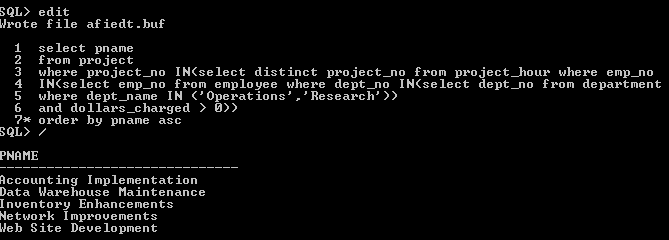 SQL> edit
Wrote file afiedt.buf
1 select pname
2 from project
3 where project_no IN(select distinct project_no from project_hour where emp_no
4 IN(select emp_no from employee where dept_no IN(select dept_no from department
5 where dept_name IN ('Operations','Research'))
6 and dollars_charged > 0))
7* order by pname asc
SQL> /
PNAME
------------------------------
Accounting Implementation
Data Warehouse Maintenance
Inventory Enhancements
Network Improvements
Web Site Development